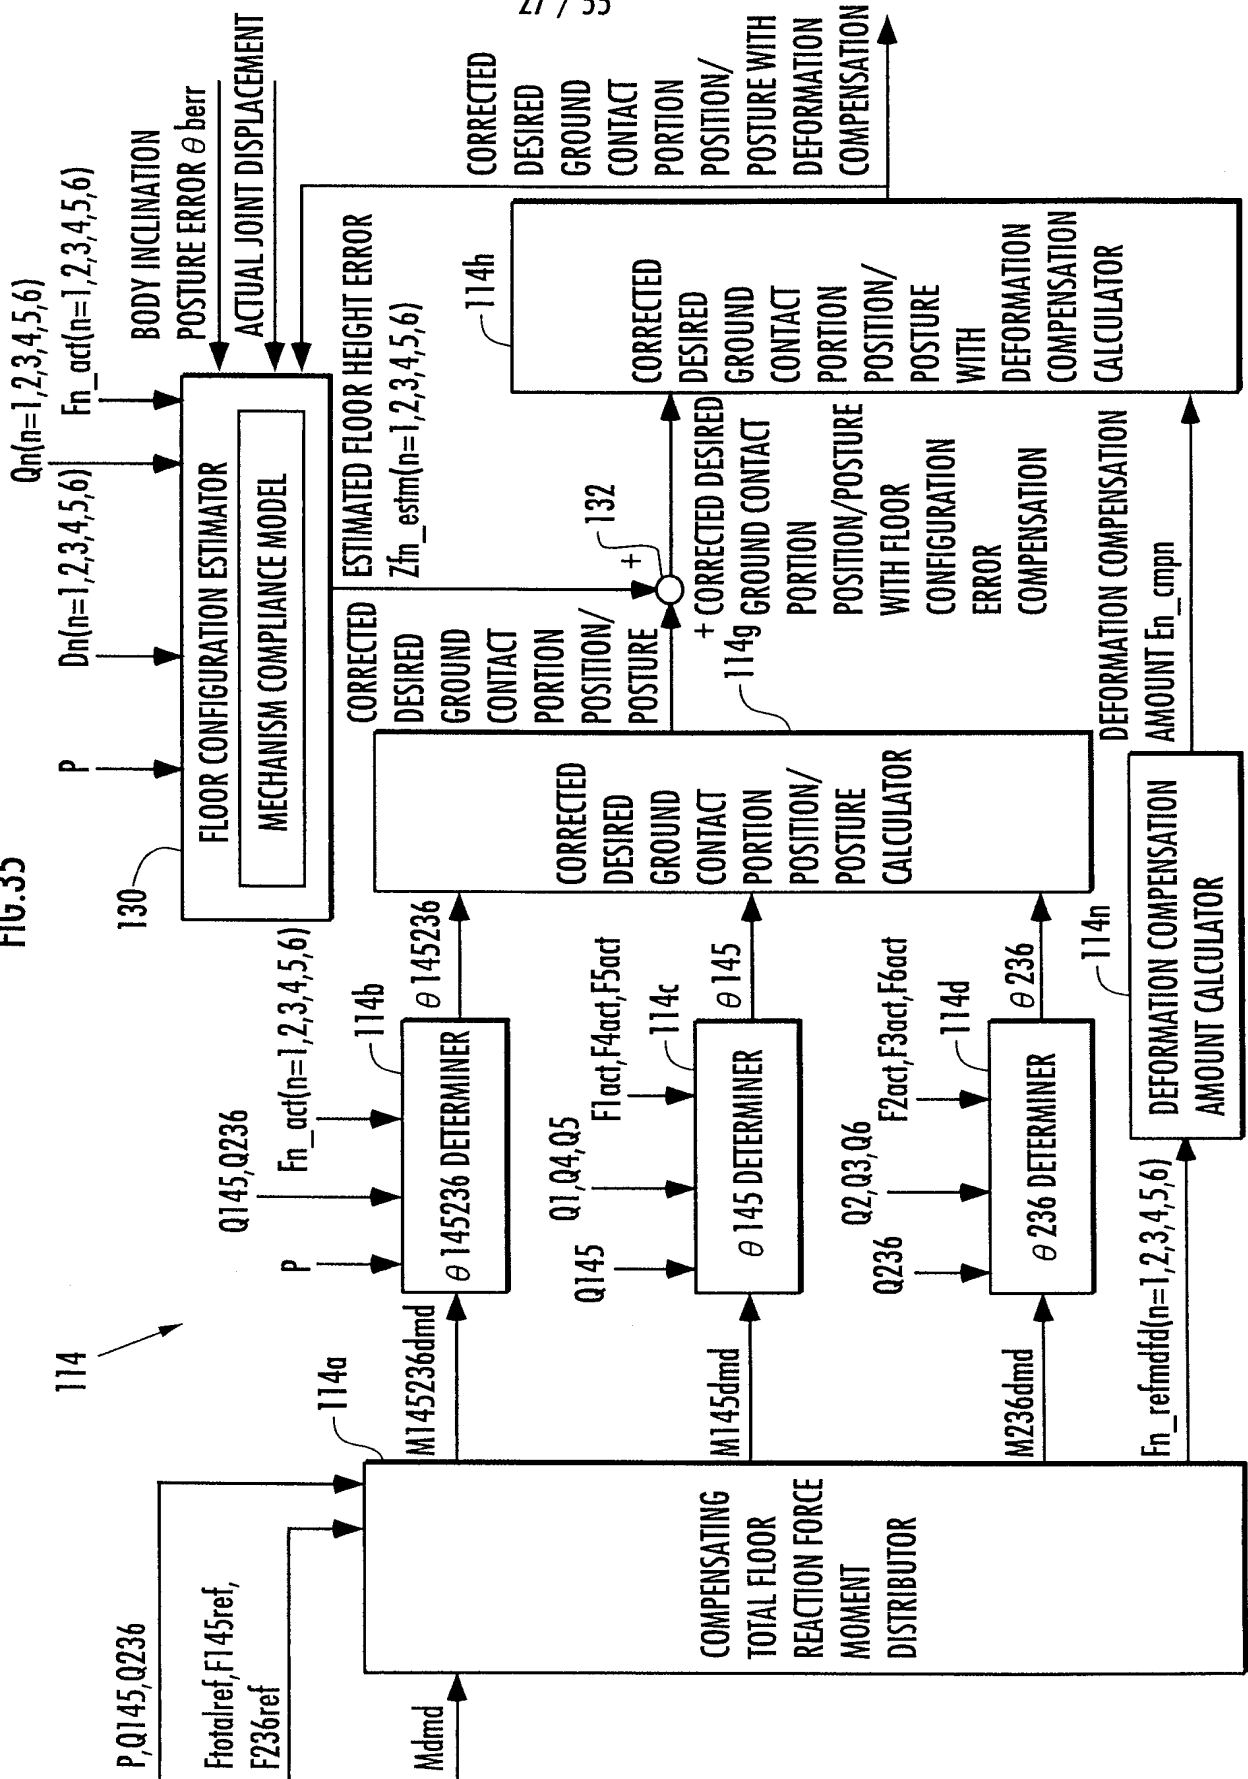 27 / 55
FIG.35
114
P,Q145,Q236
Ftotalref,F145ref,
F236ref
Mdmd
114a
COMPENSATING
TOTAL FLOOR
REACTION FORCE
MOMENT
DISTRIBUTOR
M145236dmd
M145dmd
M236dmd
Fn_refmdfd(n=1,2,3,4,5,6)
P
Q145,Q236
Fn_act(n=1,2,3,4,5,6)
114b
θ 145236 DETERMINER
θ 145236
Q145
Q1,Q4,Q5
F1act,F4act,F5act
114c
θ 145 DETERMINER
θ 145
Q236
Q2,Q3,Q6
F2act,F3act,F6act
114d
θ 236 DETERMINER
θ 236
114n
DEFORMATION COMPENSATION
AMOUNT CALCULATOR
DEFORMATION COMPENSATION
AMOUNT En_cmpn
CORRECTED
DESIRED
GROUND
CONTACT
PORTION
POSITION/
POSTURE
CALCULATOR
114g
CORRECTED
DESIRED
GROUND
CONTACT
PORTION
POSITION/
POSTURE
130
P
Dn(n=1,2,3,4,5,6)
Qn(n=1,2,3,4,5,6)
Fn_act(n=1,2,3,4,5,6)
FLOOR CONFIGURATION ESTIMATOR
MECHANISM COMPLIANCE MODEL
BODY INCLINATION
POSTURE ERROR θ berr
ACTUAL JOINT DISPLACEMENT
ESTIMATED FLOOR HEIGHT ERROR
Zfn_estm(n=1,2,3,4,5,6)
+
132
+ CORRECTED DESIRED
GROUND CONTACT
PORTION
POSITION/POSTURE
WITH FLOOR
CONFIGURATION
ERROR
COMPENSATION
114h
CORRECTED
DESIRED
GROUND
CONTACT
PORTION
POSITION/
POSTURE
WITH
DEFORMATION
COMPENSATION
CALCULATOR
CORRECTED
DESIRED
GROUND
CONTACT
PORTION
POSITION/
POSTURE WITH
DEFORMATION
COMPENSATION